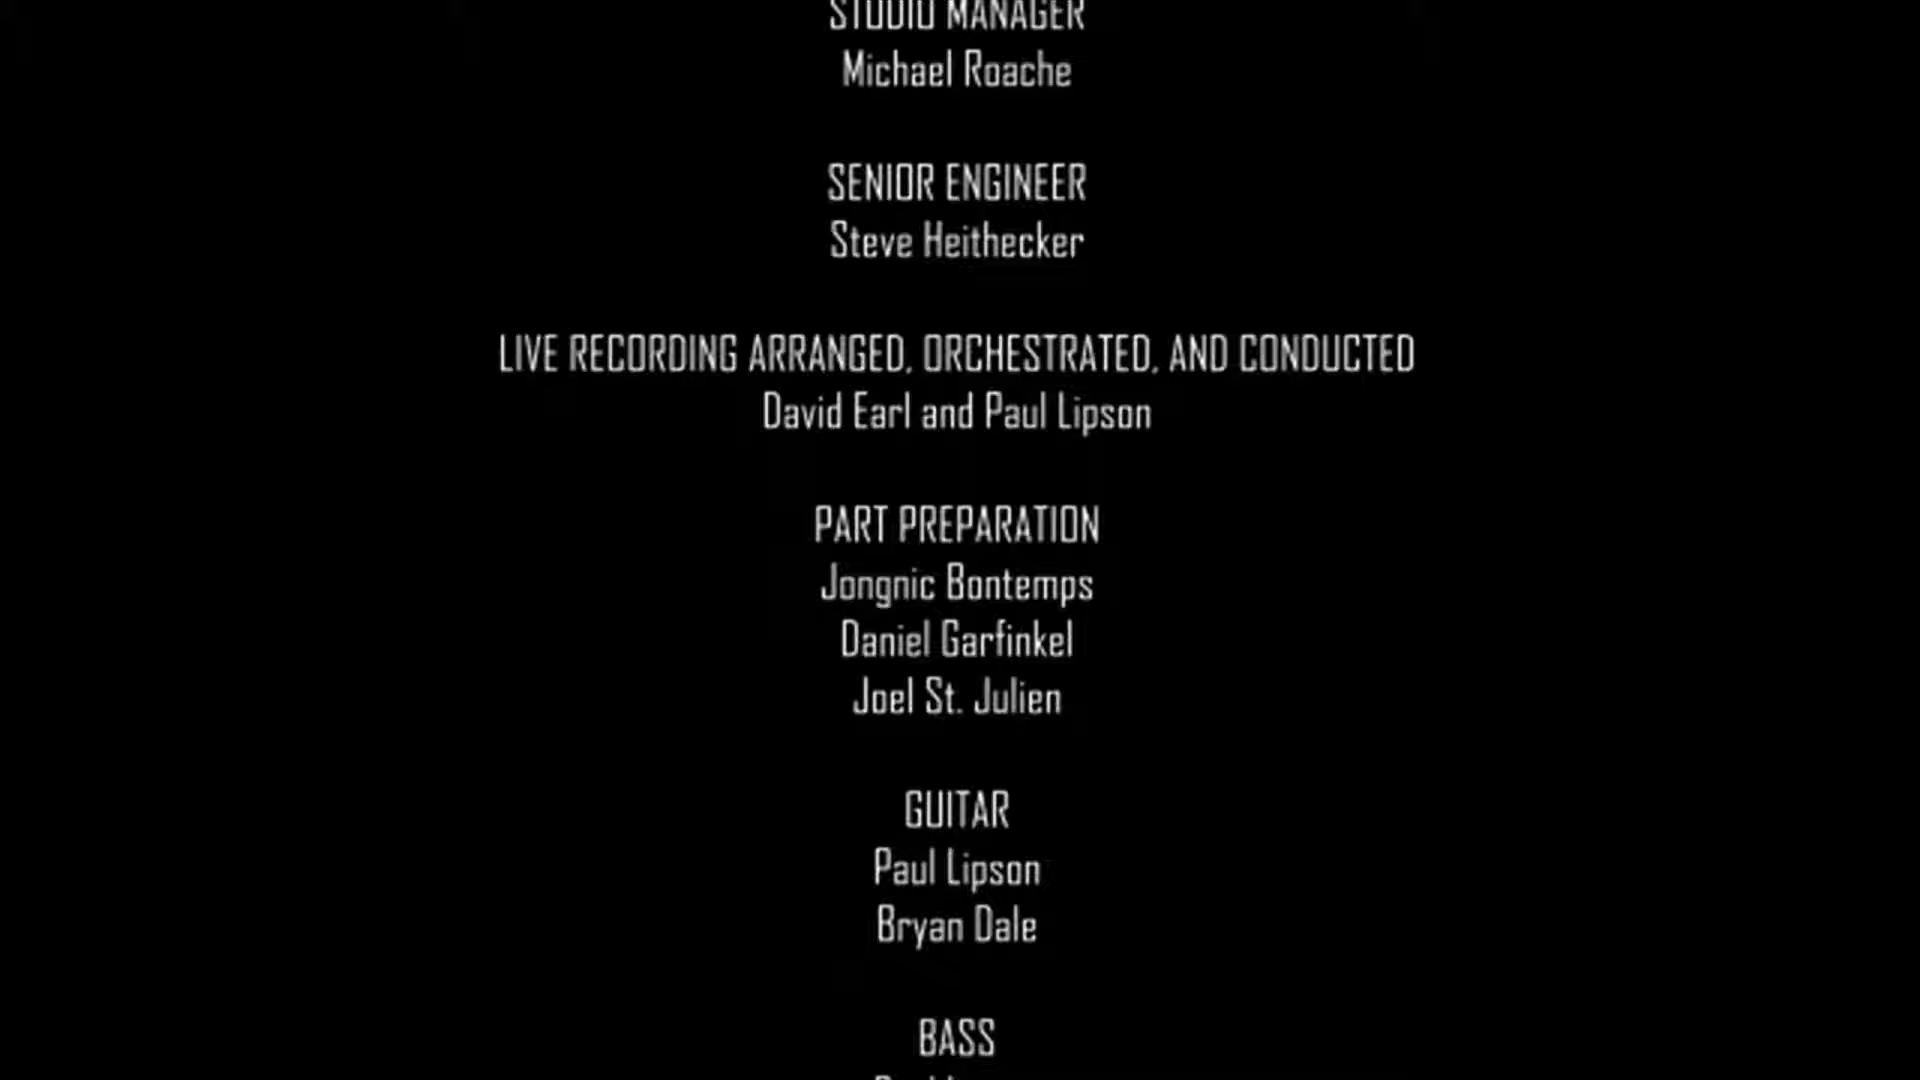 STUDIO MANAGER
Michael Roache
SENIOR ENGINEER
Steve Heithecker
LIVE RECORDING ARRANGED, ORCHESTRATED, AND CONDUCTED
David Earl and Paul Lipson
PART PREPARATION
Jongnic Bontemps
Daniel Garfinkel
Joel St. Julien
GUITAR
Paul Lipson
Bryan Dale
BASS